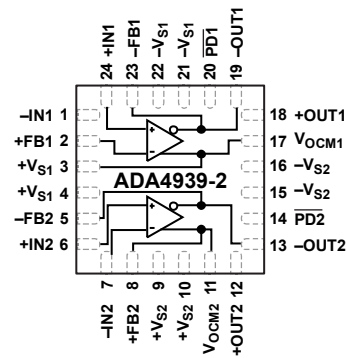 24 +IN1
23 –FB1
22 –VS1
21 –VS1
20 PD1
19 –OUT1
–IN1 1
+FB1 2
+VS1 3
+VS1 4
–FB2 5
+IN2 6
ADA4939-2
18 +OUT1
17 VOCM1
16 –VS2
15 –VS2
14 PD2
13 –OUT2
–IN2 7
+FB2 8
+VS2 9
+VS2 10
VOCM2 11
+OUT2 12